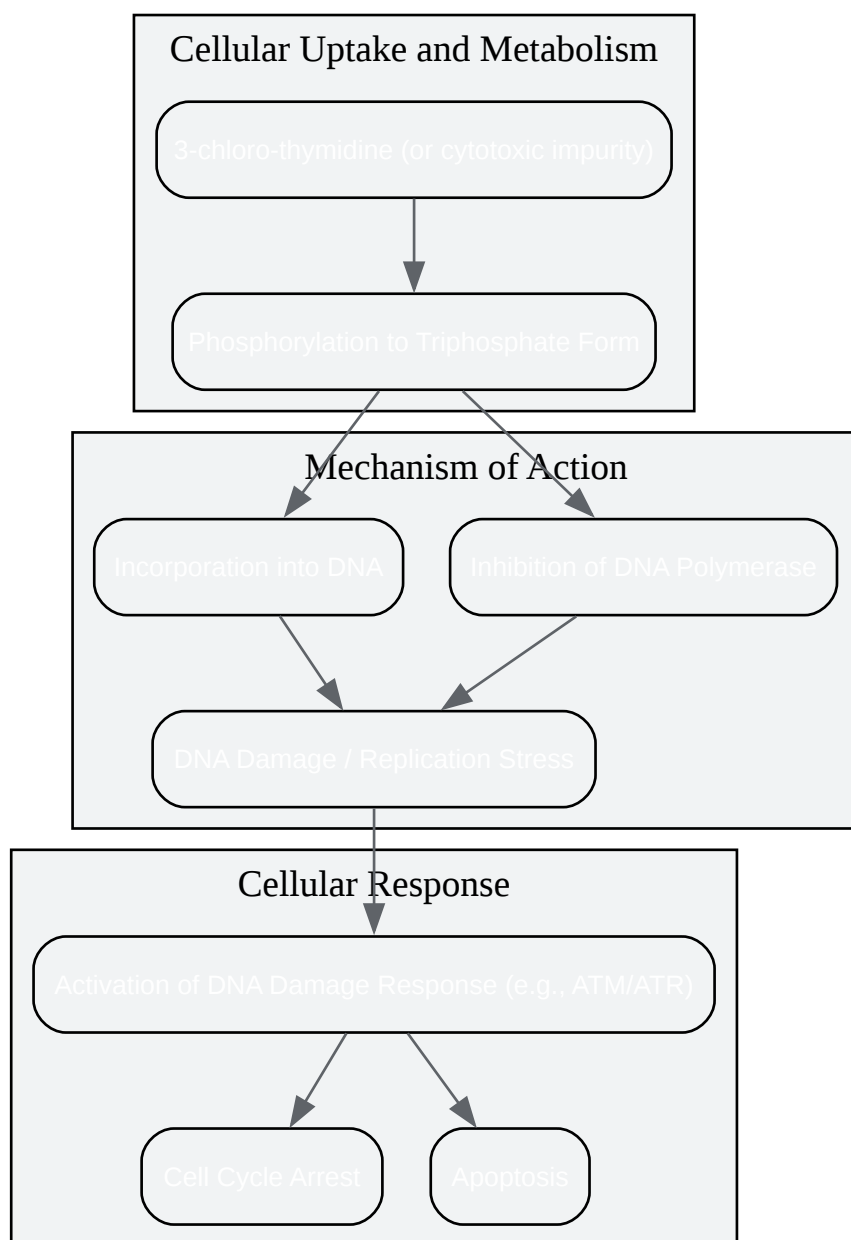 Cellular Uptake and Metabolism
3-chloro-thymidine (or cytotoxic impurity)
Phosphorylation to Triphosphate Form
Mechanism of Action
Incorporation into DNA
Inhibition of DNA Polymerase
DNA Damage / Replication Stress
Cellular Response
Activation of DNA Damage Response (e.g., ATM/ATR)
Cell Cycle Arrest
Apoptosis